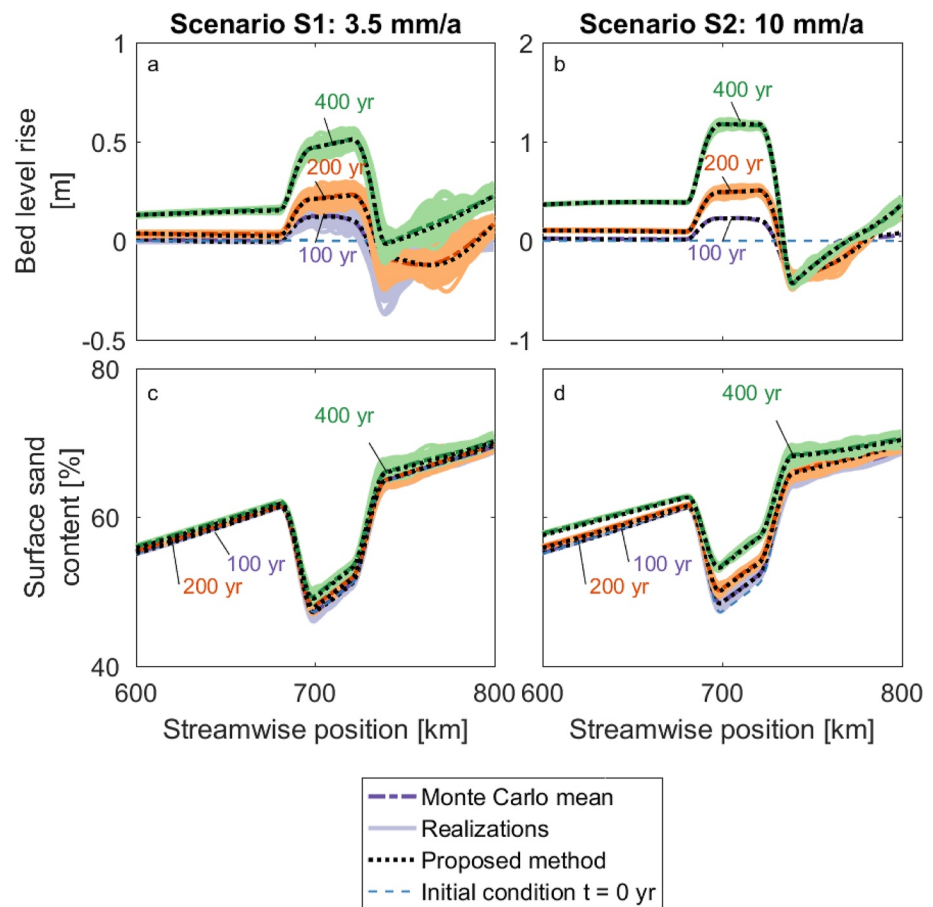 Scenario S1: 3.5 mm/a
Scenario S2: 10 mm/a
a
b
1
0.5
0
-0.5
2
1
0
-1
Bed level rise
[m]
400 yr
200 yr
100 yr
400 yr
200 yr
100 yr
c
d
80
60
40
Surface sand
content [%]
400 yr
100 yr
200 yr
400 yr
100 yr
200 yr
600
700
800
600
700
800
Streamwise position [km]
Streamwise position [km]
Monte Carlo mean
Realizations
Proposed method
Initial condition t = 0 yr